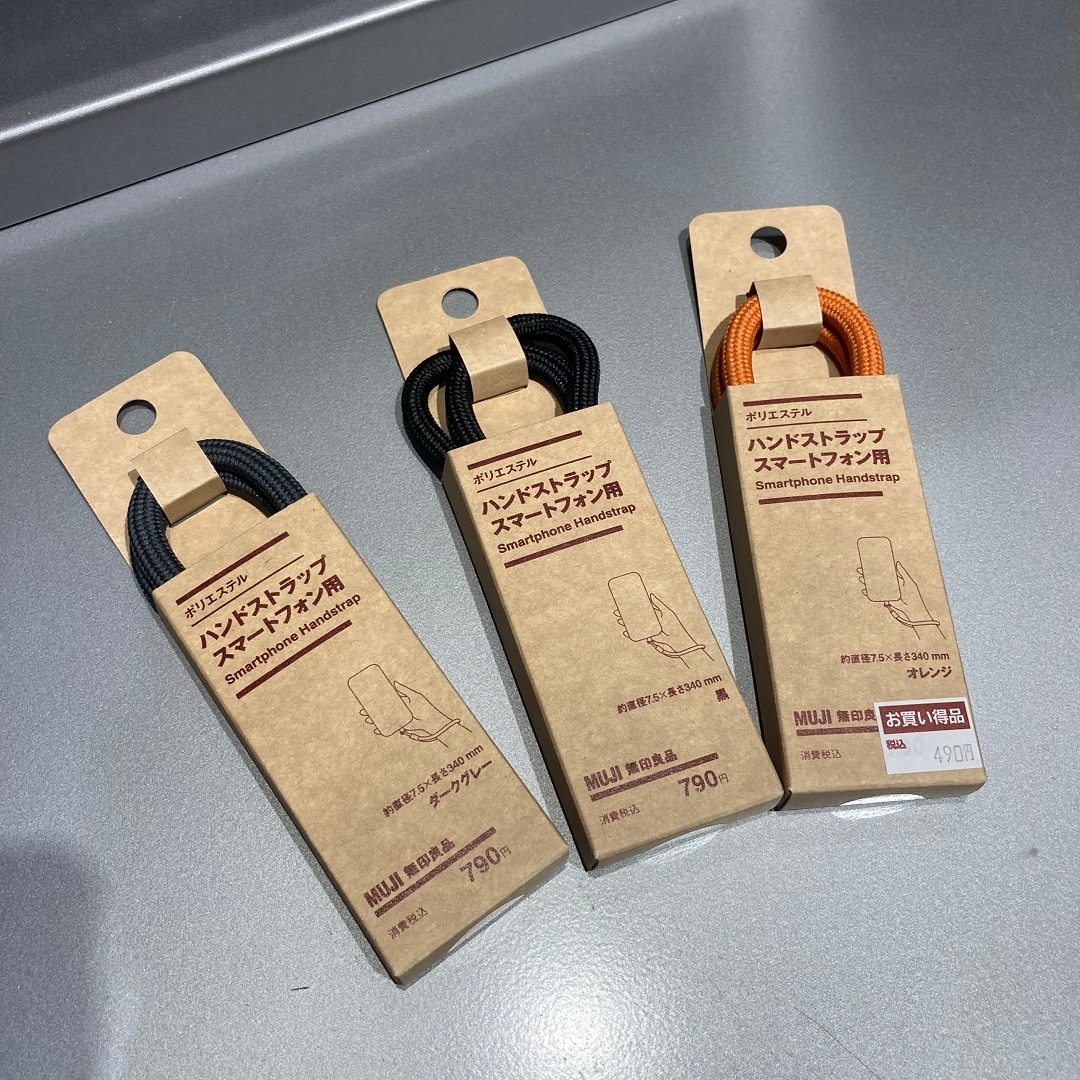 ポリエステル
ハンドストラップ
スマートフォン用
Smartphone Handstrap
約直径7.5×長さ340 mm
ダークグレー
MUJI 無印良品
790円
消費税込
ポリエステル
ハンドストラップ
スマートフォン用
Smartphone Handstrap
約直径7.5×長さ340 mm
黒
MUJI 無印良品
790円
消費税込
ポリエステル
ハンドストラップ
スマートフォン用
Smartphone Handstrap
約直径7.5×長さ340 mm
オレンジ
MUJI 無印良
消費税込
お買い得品
税込
490円